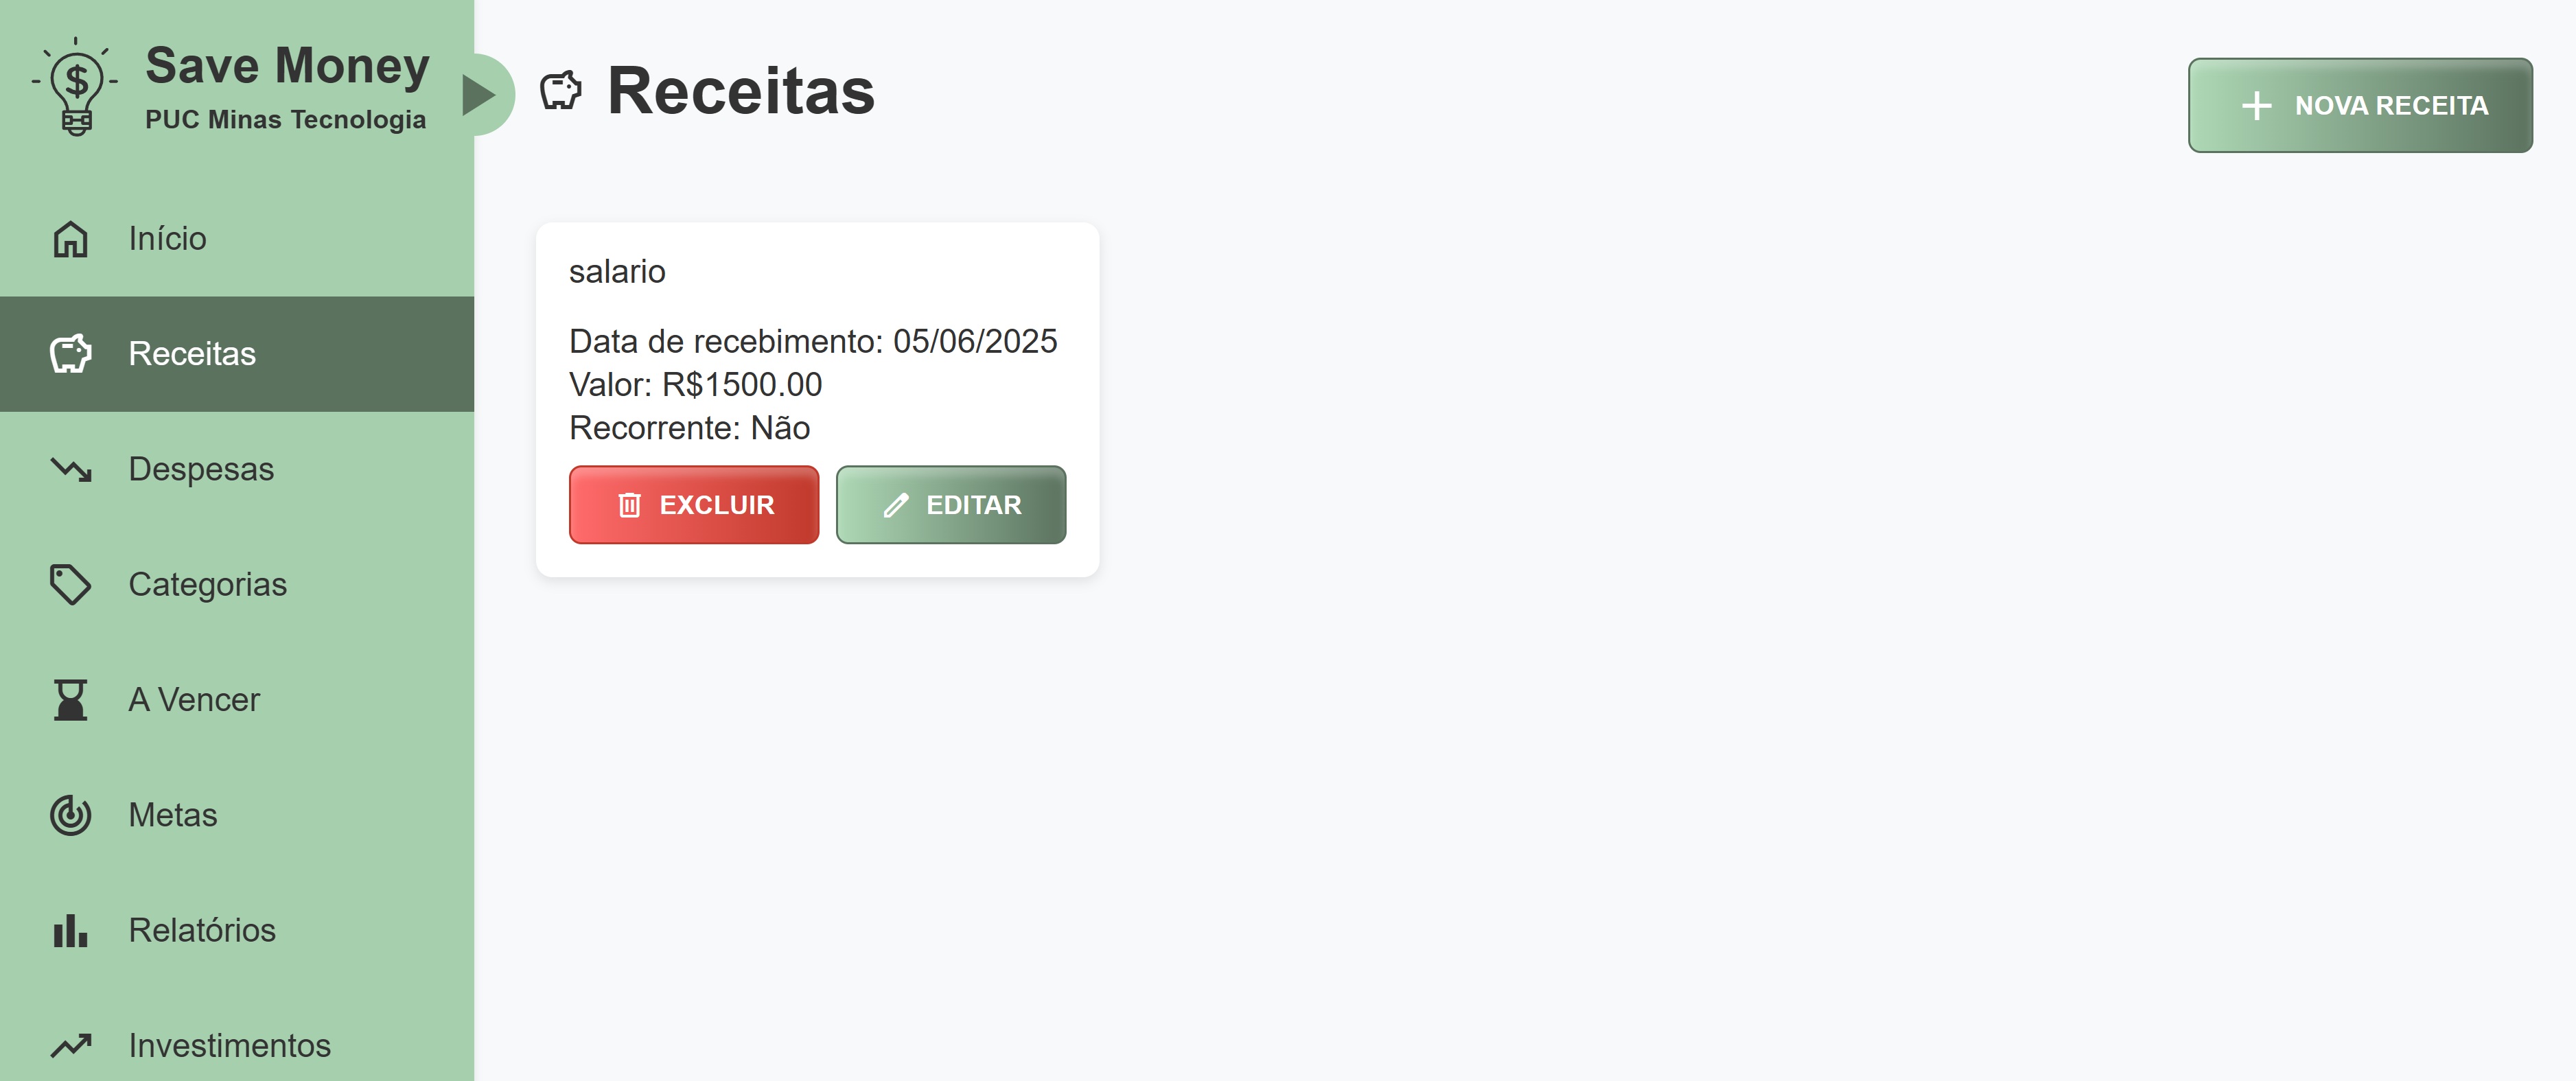 Save Money
PUC Minas Tecnologia
Início
Receitas
Despesas
Categorias
A Vencer
Metas
Relatórios
Investimentos
Receitas
NOVA RECEITA
salario
Data de recebimento: 05/06/2025
Valor: R$1500.00
Recorrente: Não
EXCLUIR
EDITAR